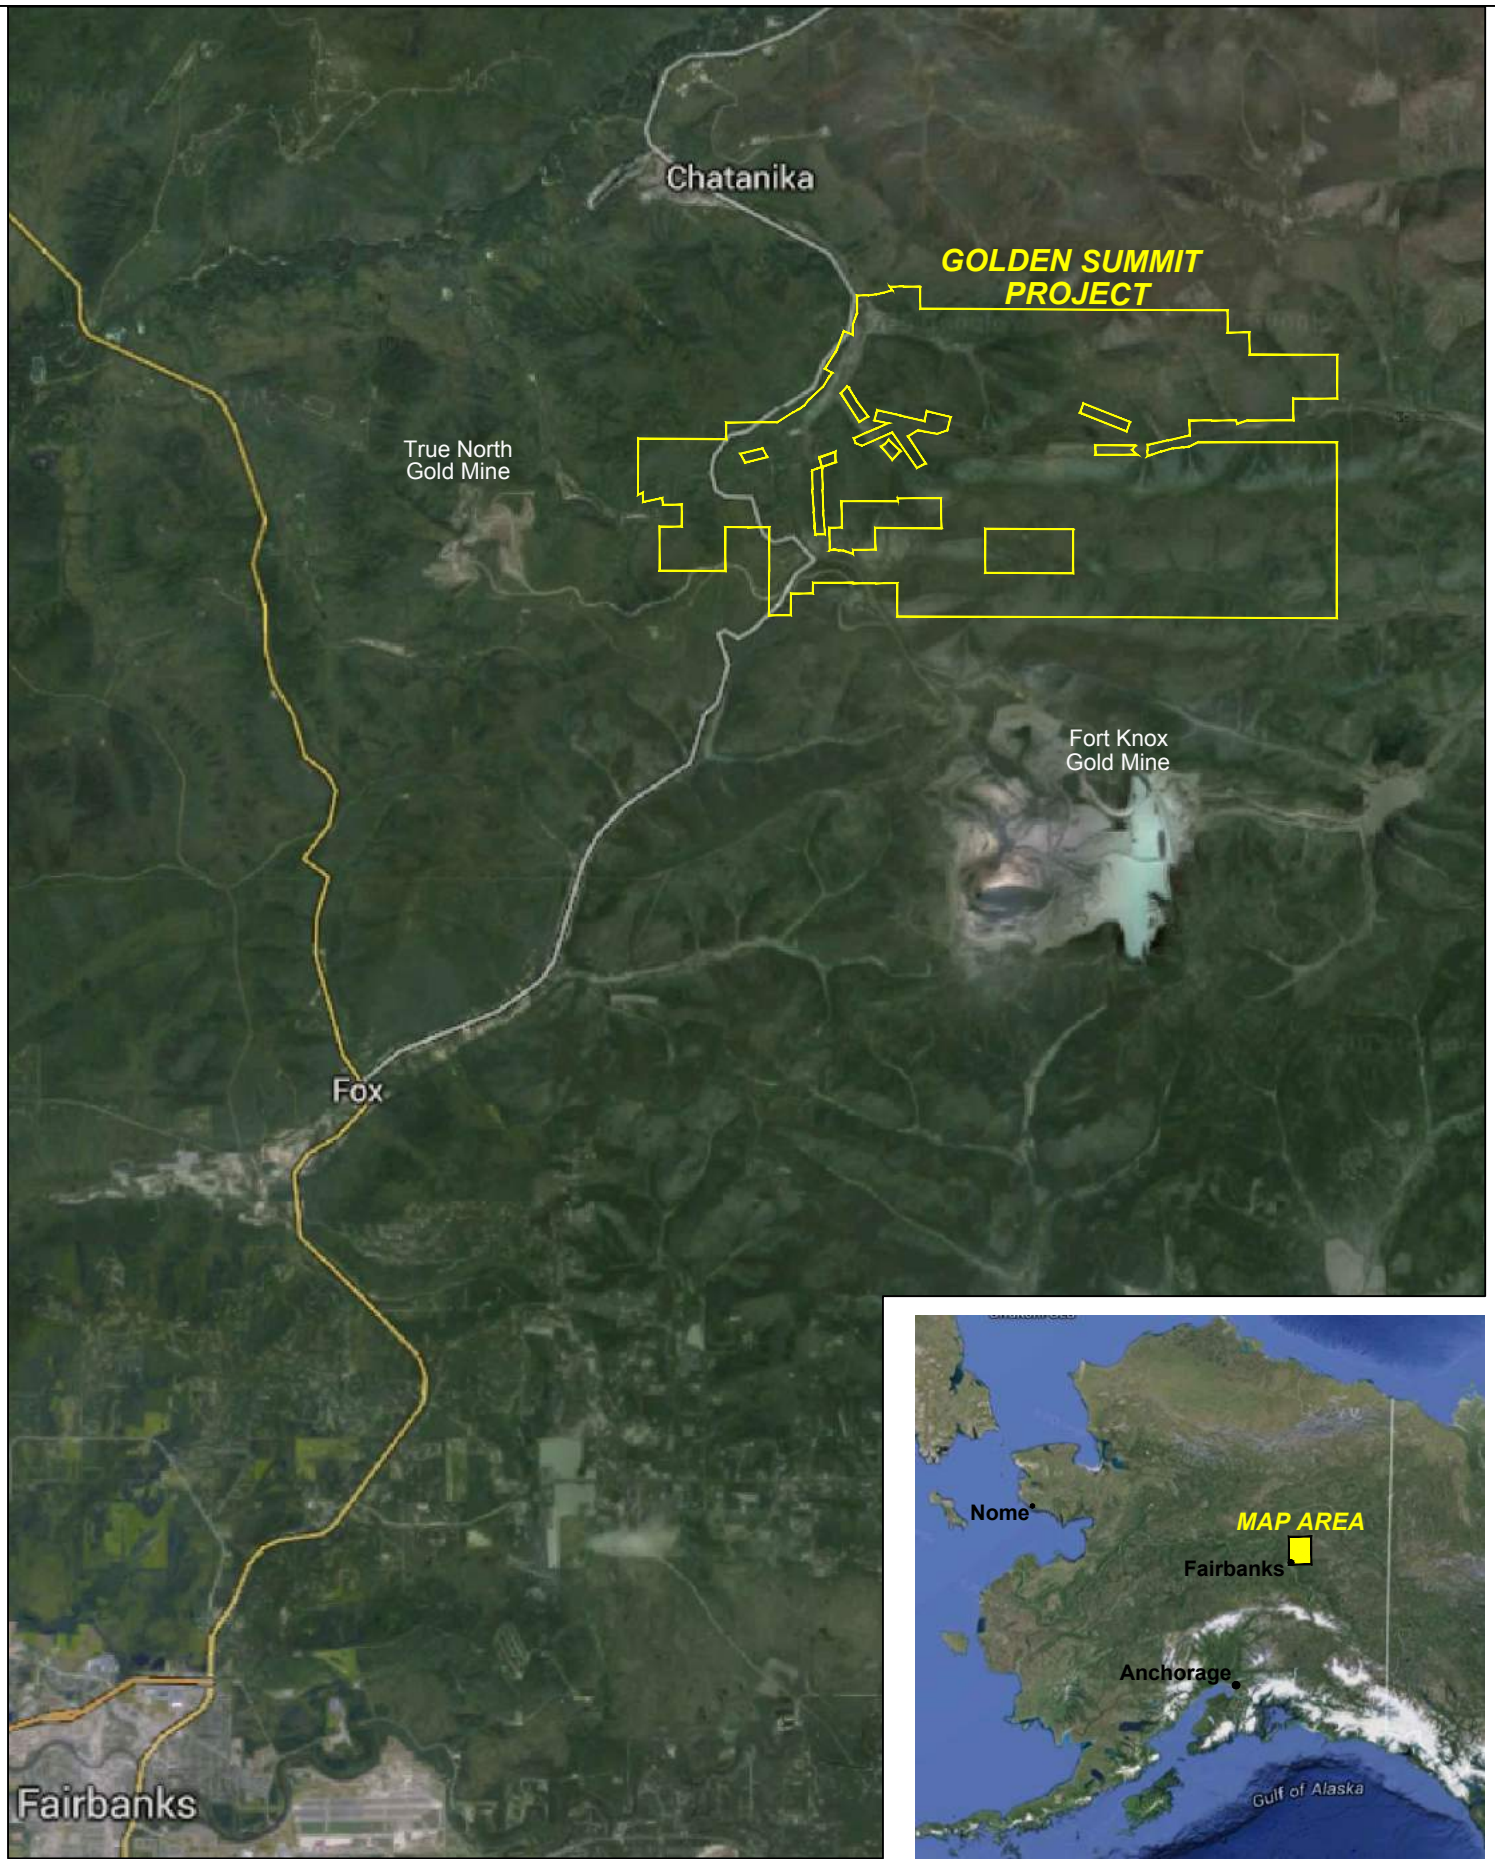 Chatanika
GOLDEN SUMMIT
PROJECT
True North
Gold Mine
Fort Knox
Gold Mine
Fox
Fairbanks
Nome
MAP AREA
Fairbanks
Anchorage
Gulf of Alaska